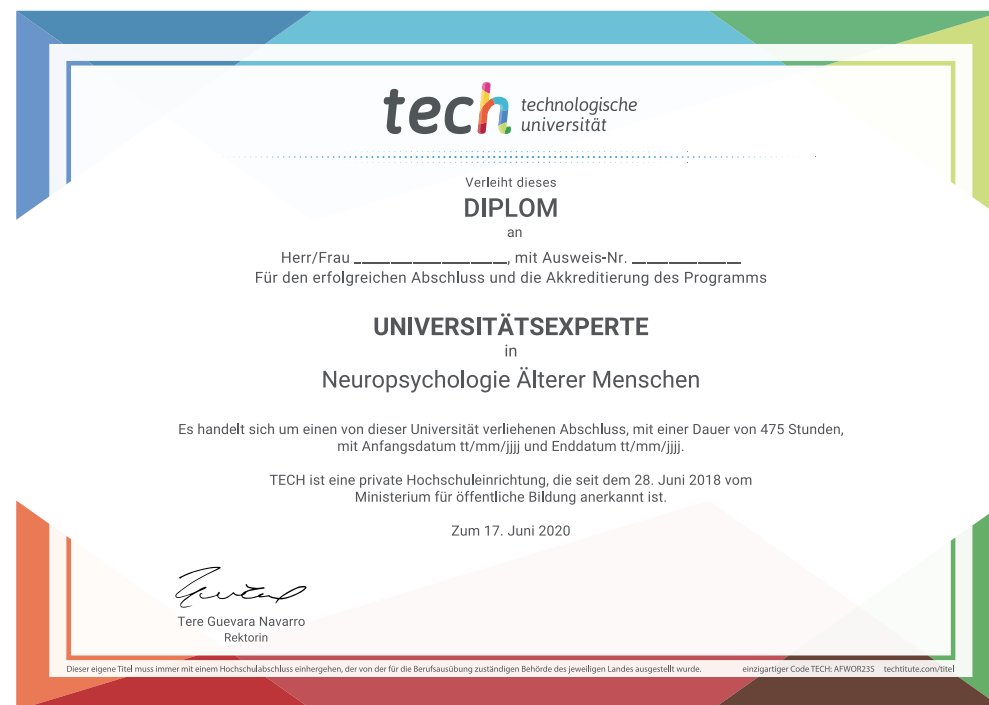 tech technologische
universität
Verleiht dieses
DIPLOM
an
Herr/Frau ____________________, mit Ausweis-Nr. ______________
Für den erfolgreichen Abschluss und die Akkreditierung des Programms
UNIVERSITÄTSEXPERTE
in
Neuropsychologie Älterer Menschen
Es handelt sich um einen von dieser Universität verliehenen Abschluss, mit einer Dauer von 475 Stunden,
mit Anfangsdatum tt/mm/jjjj und Enddatum tt/mm/jjjj.
TECH ist eine private Hochschuleinrichtung, die seit dem 28. Juni 2018 vom
Ministerium für öffentliche Bildung anerkannt ist.
Zum 17. Juni 2020
Tere Guevara Navarro
Rektorin
Dieser eigene Titel muss immer mit einem Hochschulabschluss einhergehen, der von der für die Berufsausübung zuständigen Behörde des jeweiligen Landes ausgestellt wurde. einzigartiger Code TECH: AFWOR23S techtitute.com/titel